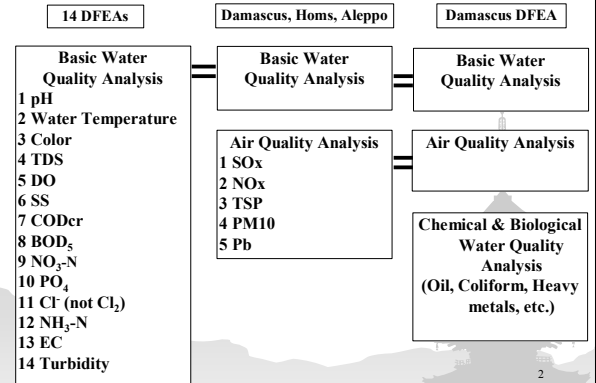 14 DFEAs
Damascus, Homs, Aleppo
Damascus DFEA
Basic Water
Quality Analysis
1 pH
2 Water Temperature
3 Color
4 TDS
5 DO
6 SS
7 CODcr
8 BOD₅
9 NO₃-N
10 PO₄
11 Cl⁻ (not Cl₂)
12 NH₃-N
13 EC
14 Turbidity
Basic Water
Quality Analysis
Air Quality Analysis
1 SOx
2 NOx
3 TSP
4 PM10
5 Pb
Basic Water
Quality Analysis
Air Quality Analysis
Chemical & Biological
Water Quality
Analysis
(Oil, Coliform, Heavy
metals, etc.)
2